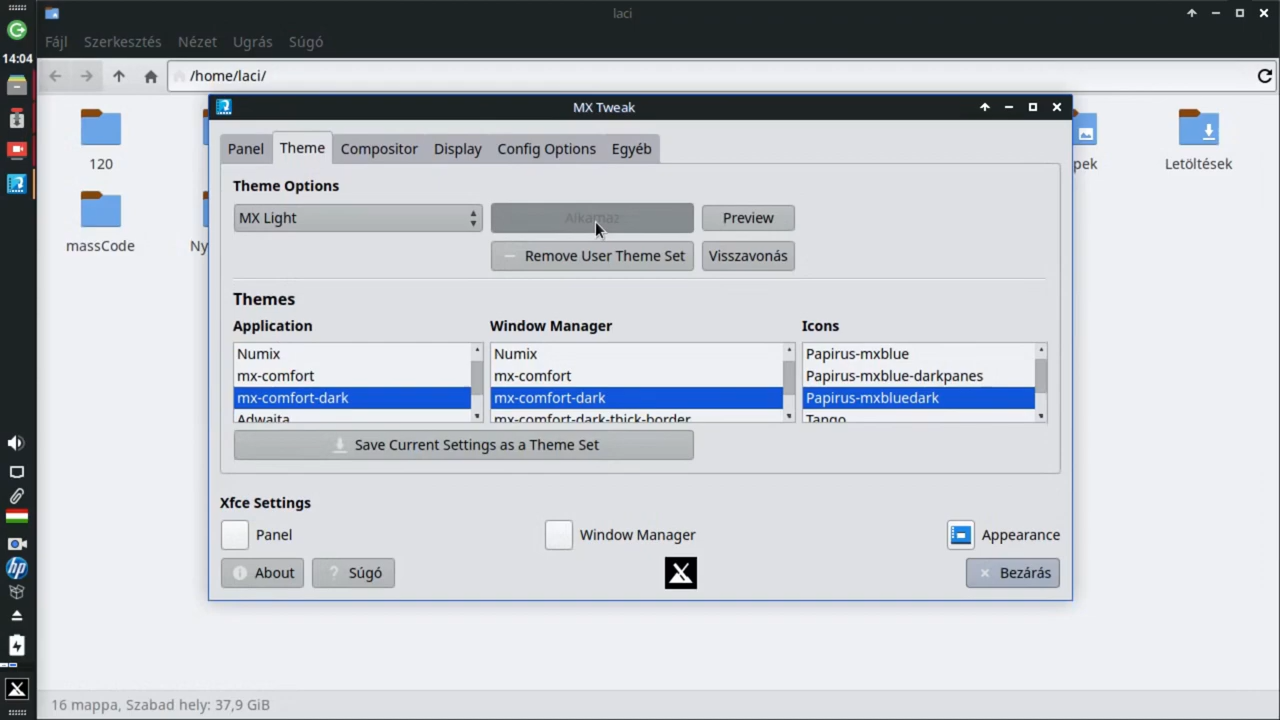 laci
14:04
Fájl Szerkesztés Nézet Ugrás Súgó
/home/laci/
MX Tweak
120
pek
Letöltések
massCode
Ny
Panel Theme Compositor Display Config Options Egyéb
Theme Options
MX Light Alkamaz Preview
Remove User Theme Set Visszavonás
Themes
Application Window Manager Icons
Numix Numix Papirus-mxblue
mx-comfort mx-comfort Papirus-mxblue-darkpanes
mx-comfort-dark mx-comfort-dark Papirus-mxbluedark
Adwaita mx-comfort-dark-thick-border Tango
Save Current Settings as a Theme Set
Xfce Settings
Panel Window Manager Appearance
About Súgó Bezárás
hp
16 mappa, Szabad hely: 37,9 GiB